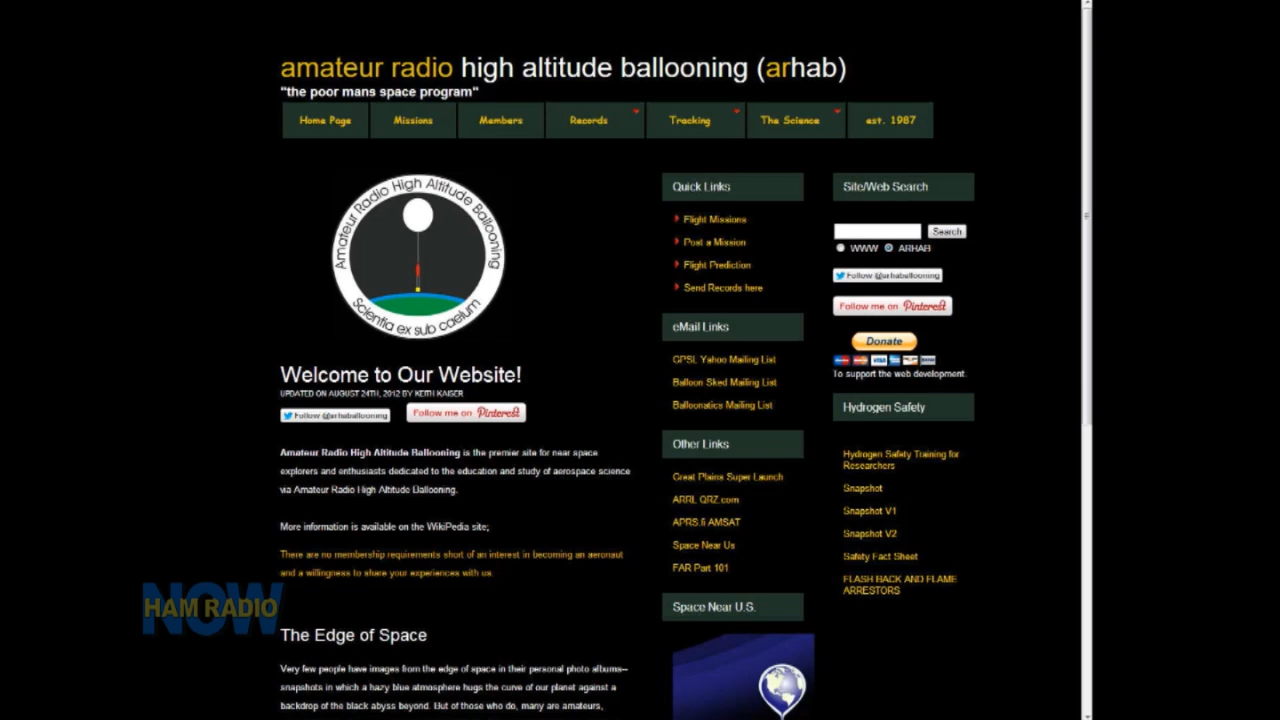 amateur radio high altitude ballooning (arhab)
"the poor mans space program"
Home Page
Missions
Members
Records
Tracking
The Science
est. 1987
Amateur Radio High Altitude Ballooning
Scientia ex sub caelum
Welcome to Our Website!
UPDATED ON AUGUST 24TH, 2012 BY KEITH KAISER
Follow @arhaballooning
Follow me on Pinterest
Amateur Radio High Altitude Ballooning is the premier site for near space
explorers and enthusiasts dedicated to the education and study of aerospace science
via Amateur Radio High Altitude Ballooning.
More information is available on the WikiPedia site;
There are no membership requirements short of an interest in becoming an aeronaut
and a willingness to share your experiences with us.
The Edge of Space
Very few people have images from the edge of space in their personal photo albums--
snapshots in which a hazy blue atmosphere hugs the curve of our planet against a
backdrop of the black abyss beyond. But of those who do, many are amateurs,
Quick Links
Flight Missions
Post a Mission
Flight Prediction
Send Records here
eMail Links
GPSL Yahoo Mailing List
Balloon Sked Mailing List
Balloonatics Mailing List
Other Links
Great Plains Super Launch
ARRL QRZ.com
APRS.fi AMSAT
Space Near Us
FAR Part 101
Space Near U.S.
Site/Web Search
Search
WWW ARHAB
Follow @arhaballooning
Follow me on Pinterest
Donate
VISA
To support the web development.
Hydrogen Safety
Hydrogen Safety Training for
Researchers
Snapshot
Snapshot V1
Snapshot V2
Safety Fact Sheet
FLASH BACK AND FLAME
ARRESTORS
HAM RADIO
NOW